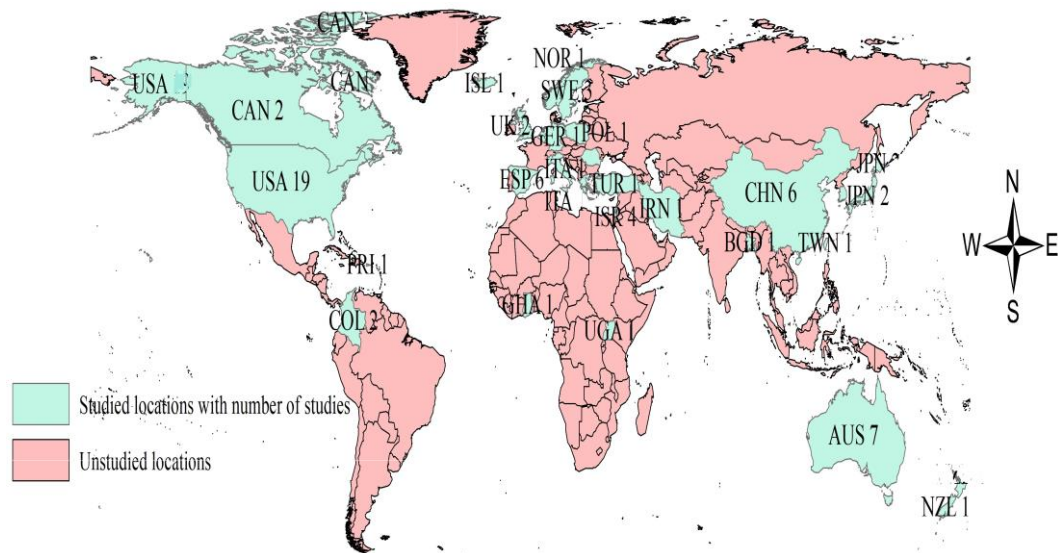 CAN
NOR 1
USA
CAN
ISL 1
SWE 3
CAN 2
UK 2
GER 1
POL 1
ITA 1
JPN
USA 19
ESP 6
TUR 1
CHN 6
JPN 2
ITA
IRN 1
ISR 4
BGD 1
TWN 1
N
W
E
S
PRI 1
GHA 1
COL 2
UGA 1
Studied locations with number of studies
Unstudied locations
AUS 7
NZL 1